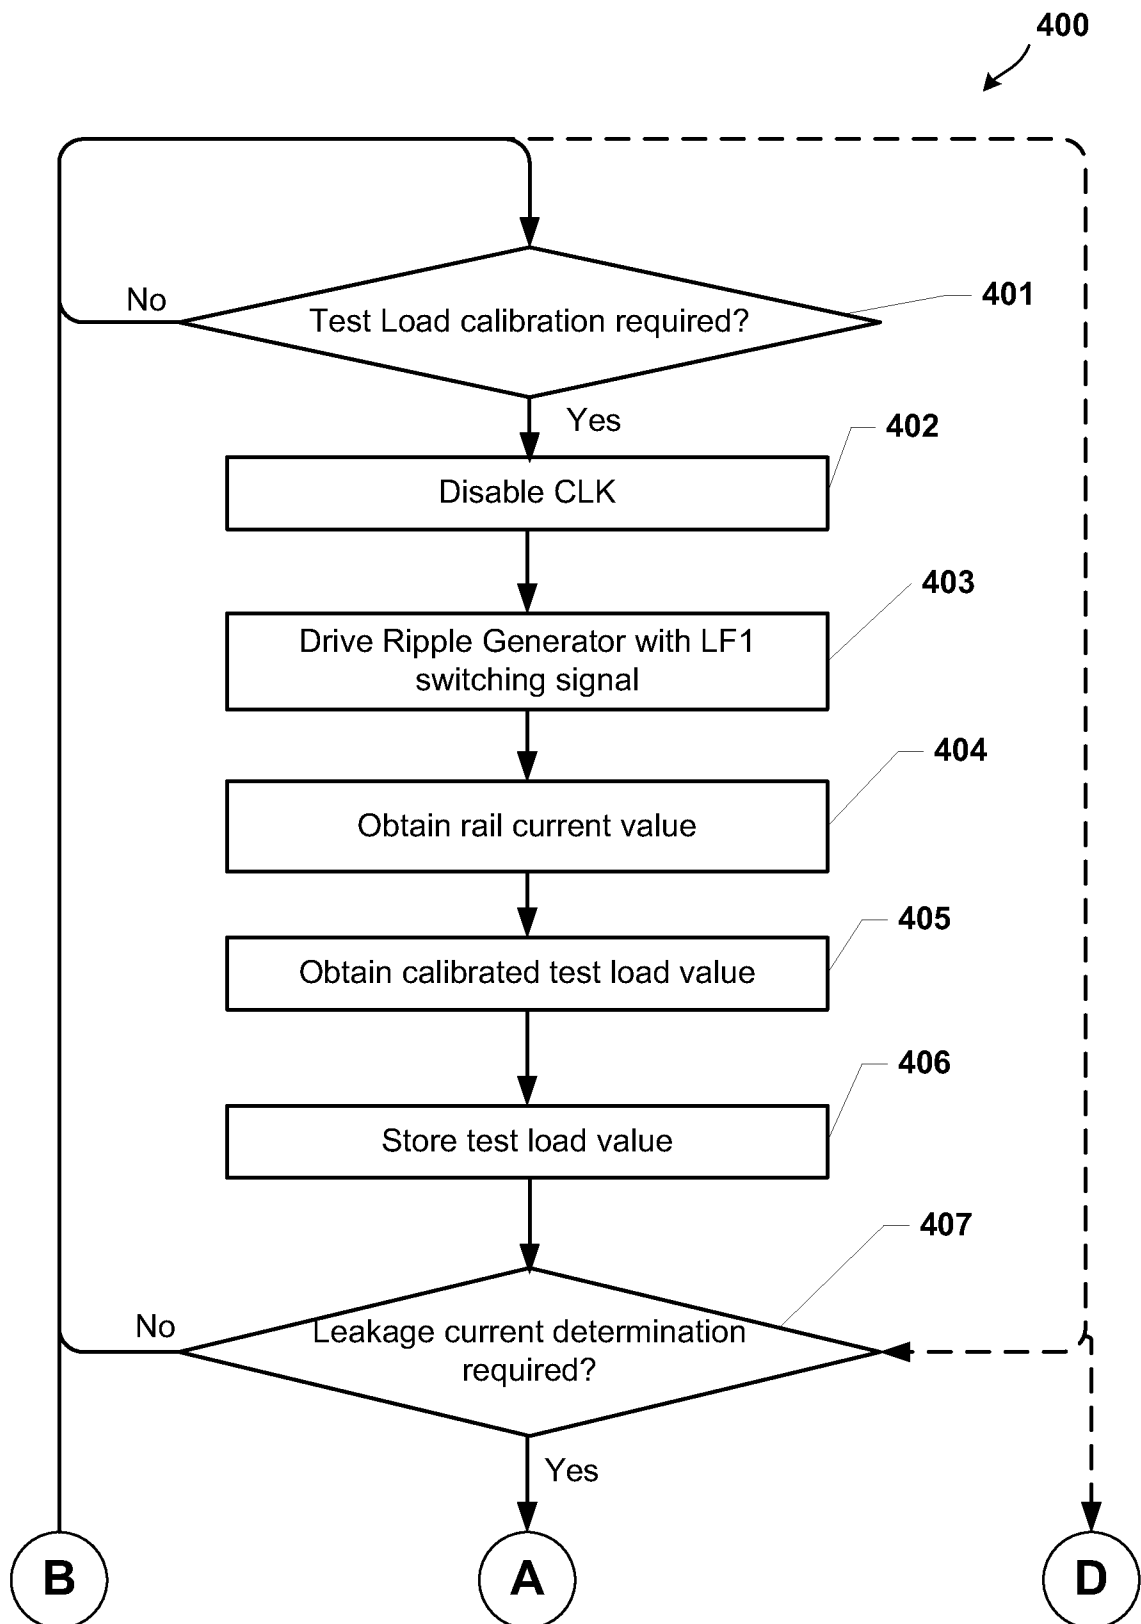 400
No
Test Load calibration required?
401
Yes
402
Disable CLK
403
Drive Ripple Generator with LF1
switching signal
404
Obtain rail current value
405
Obtain calibrated test load value
406
Store test load value
407
No
Leakage current determination
required?
Yes
B
A
D